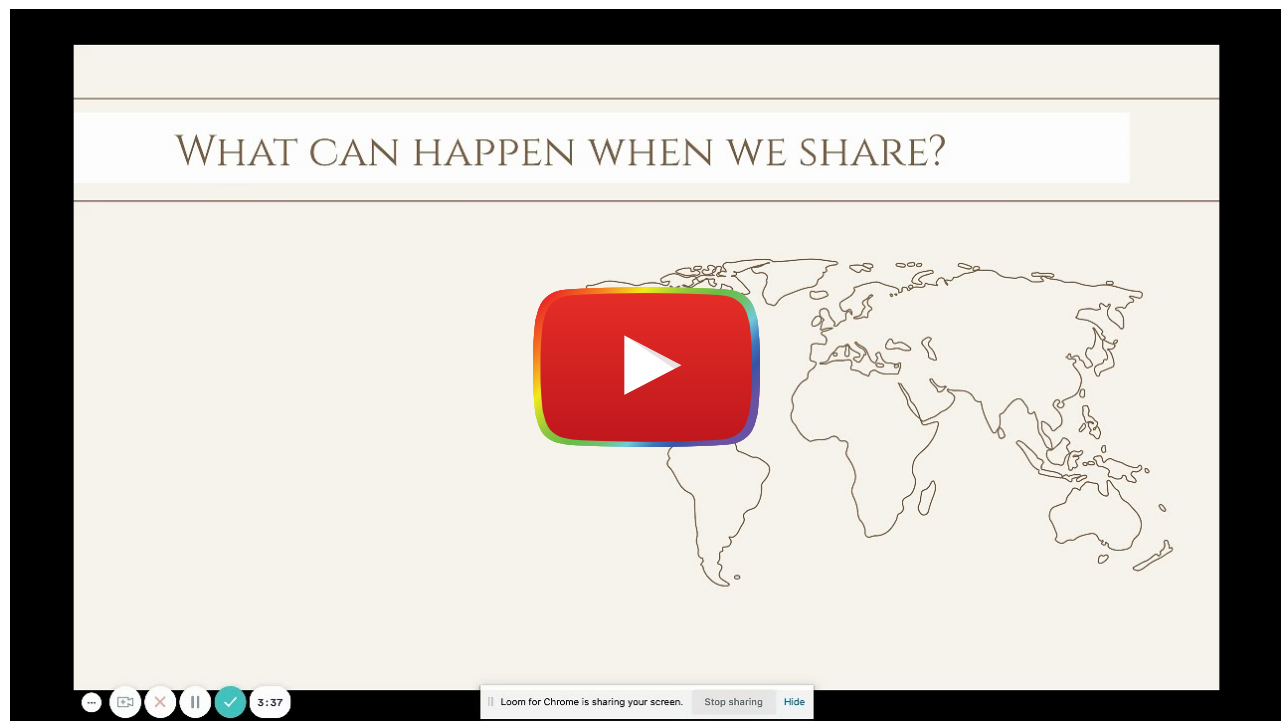 What can happen when we share?
3:37
Loom for Chrome is sharing your screen. Stop sharing Hide